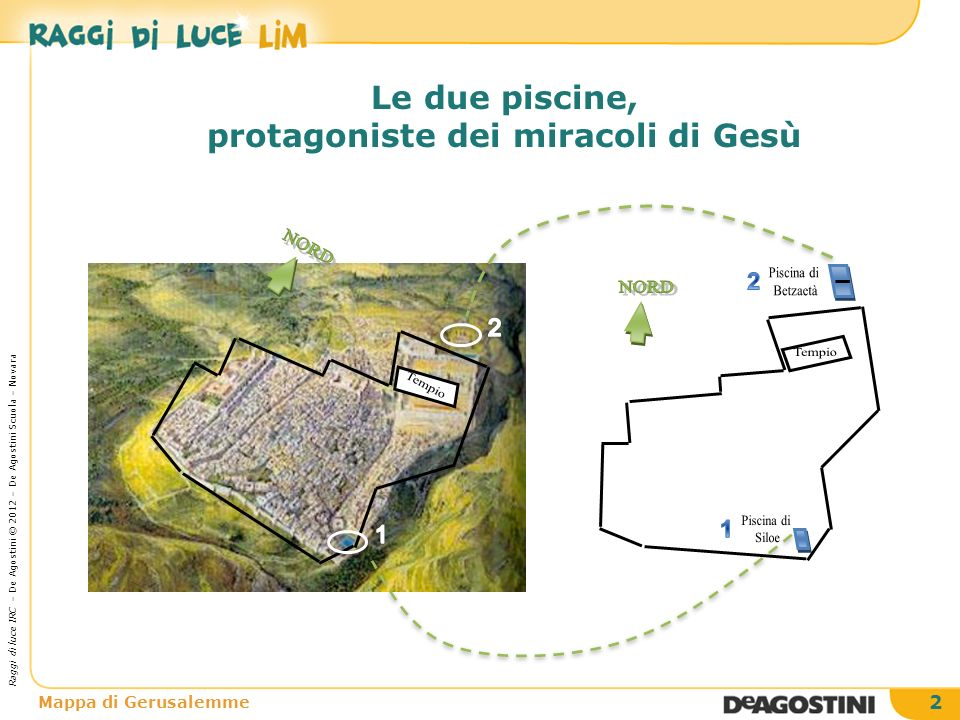 RAGGi Di LUCE LiM
Le due piscine,
protagoniste dei miracoli di Gesù
NORD
2
Tempio
1
NORD
2
Piscina di
Betzaetà
Tempio
1
Piscina di
Siloe
Raggi di luce IRC – De Agostini © 2012 – De Agostini Scuola – Novara
Mappa di Gerusalemme
DeAGOSTINI
2